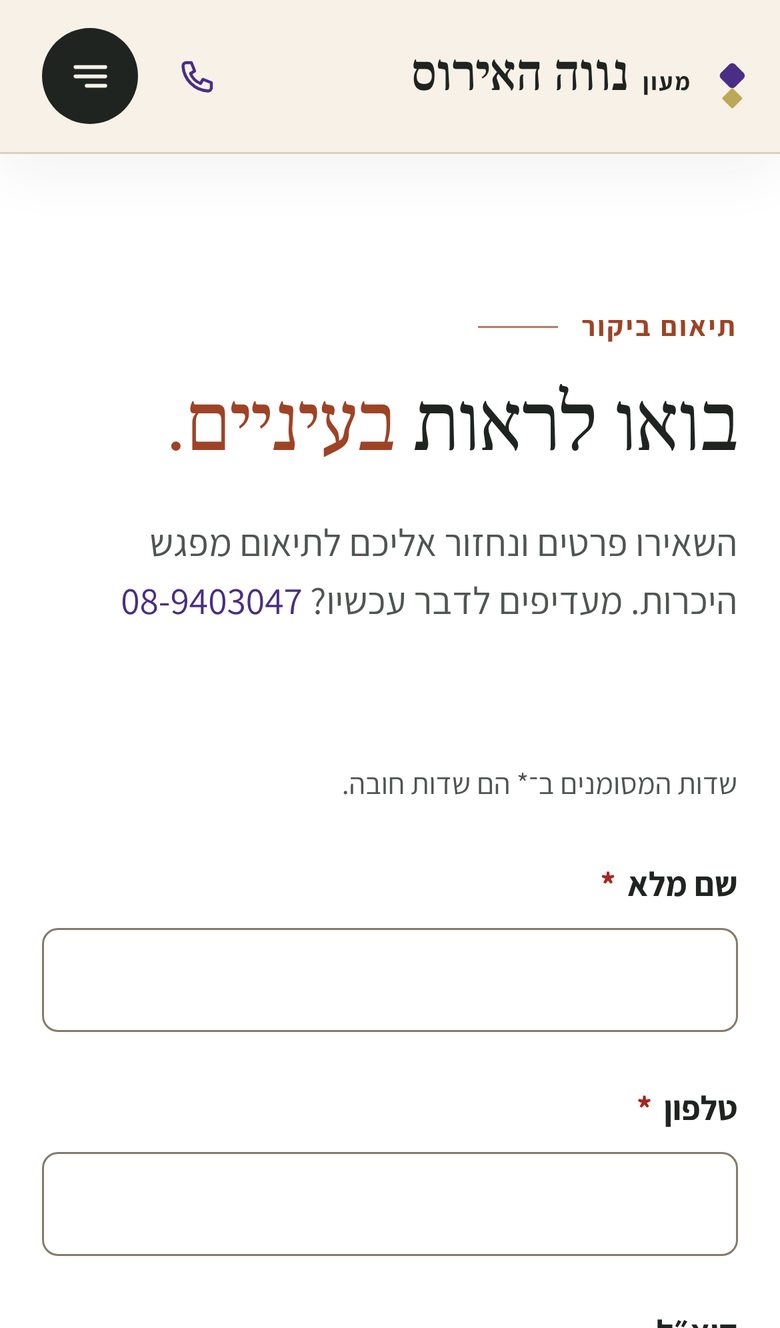 מעון נווה האירוס
תיאום ביקור
בואו לראות בעיניים.
השאירו פרטים ונחזור אליכם לתיאום מפגש
היכרות. מעדיפים לדבר עכשיו? 08-9403047
שדות המסומנים ב־* הם שדות חובה.
שם מלא *
טלפון *